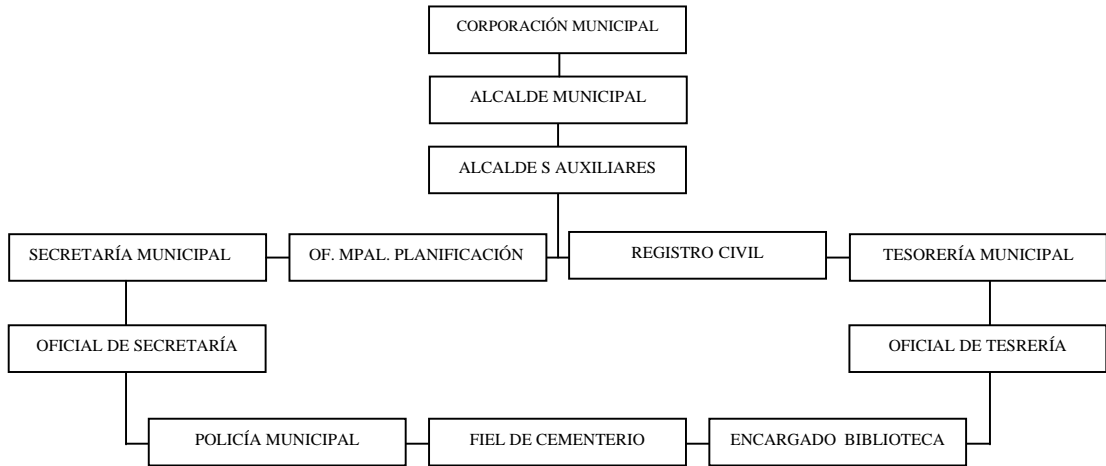 CORPORACIÓN MUNICIPAL
ALCALDE MUNICIPAL
ALCALDE S AUXILIARES
SECRETARÍA MUNICIPAL
OF. MPAL. PLANIFICACIÓN
REGISTRO CIVIL
TESORERÍA MUNICIPAL
OFICIAL DE SECRETARÍA
OFICIAL DE TESRERÍA
POLICÍA MUNICIPAL
FIEL DE CEMENTERIO
ENCARGADO BIBLIOTECA